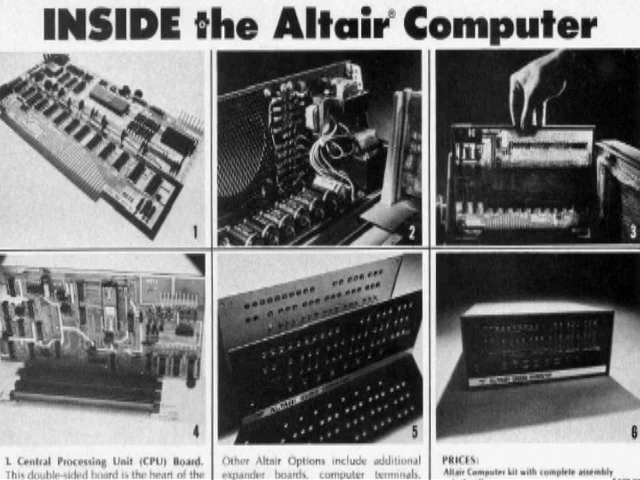 INSIDE the Altair® Computer
1
2
3
4
5
6
1. Central Processing Unit (CPU) Board.
This double-sided board is the heart of the
Other Altair Options include additional
expander boards, computer terminals,
PRICES:
Altair Computer kit with complete assembly